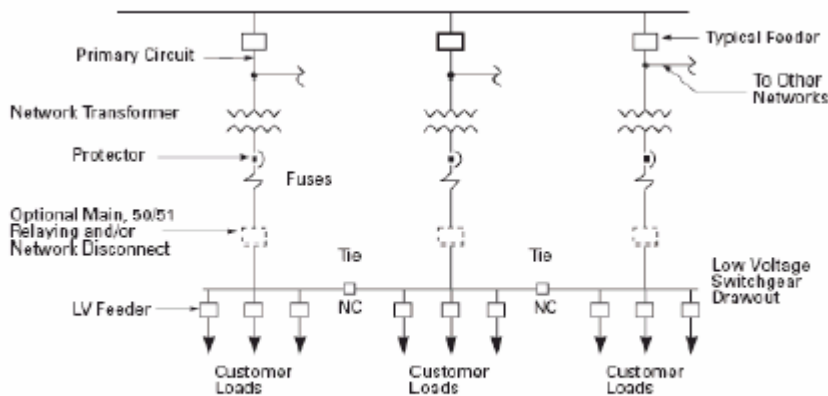 Typical Feeder
Primary Circuit
To Other
Networks
Network Transformer
Protector
Fuses
Optional Main, 50/51
Relaying and/or
Network Disconnect
Tie
Tie
Low Voltage
Switchgear
Drawout
LV Feeder
NC
NC
Customer
Loads
Customer
Loads
Customer
Loads